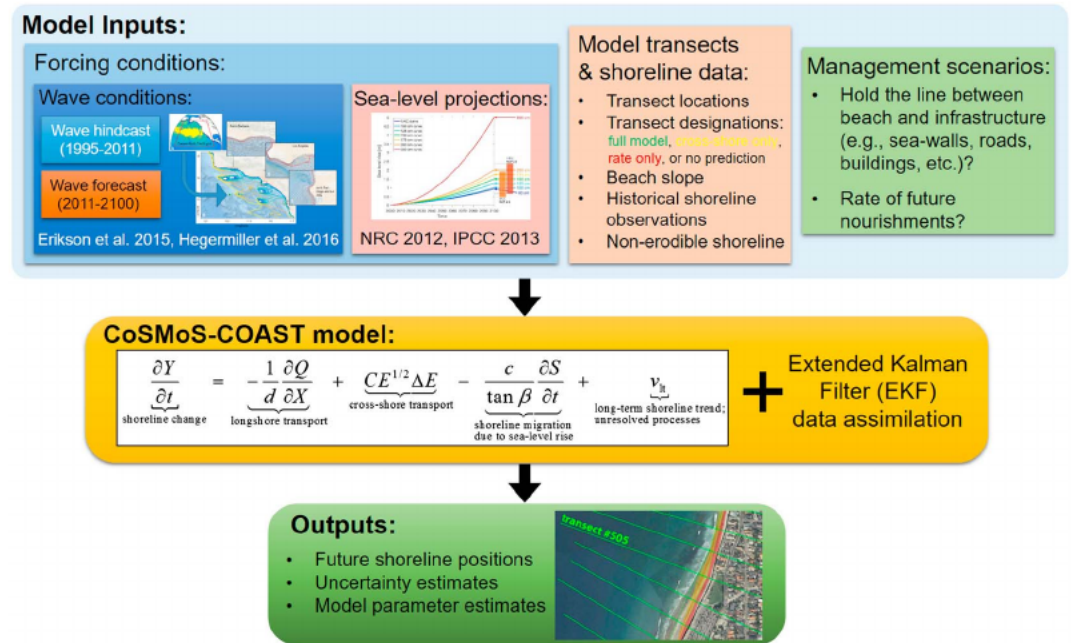 Model Inputs:
Forcing conditions:
Wave conditions:
Wave hindcast
(1995-2011)
Wave forecast
(2011-2100)
Erikson et al. 2015, Hegermiller et al. 2016
Sea-level projections:
NRC 2012, IPCC 2013
Model transects
& shoreline data:
• Transect locations
• Transect designations:
full model, cross-shore only,
rate only, or no prediction
• Beach slope
• Historical shoreline
observations
• Non-erodible shoreline
Management scenarios:
• Hold the line between
beach and infrastructure
(e.g., sea-walls, roads,
buildings, etc.)?
• Rate of future
nourishments?
CoSMoS-COAST model:
∂Y/∂t = -1/d ∂Q/∂X + CE^1/2 ΔE - c/tan β ∂S/∂t + v_lt
shoreline change
longshore transport
cross-shore transport
shoreline migration
due to sea-level rise
long-term shoreline trend;
unresolved processes
+
Extended Kalman
Filter (EKF)
data assimilation
Outputs:
• Future shoreline positions
• Uncertainty estimates
• Model parameter estimates
transect #505